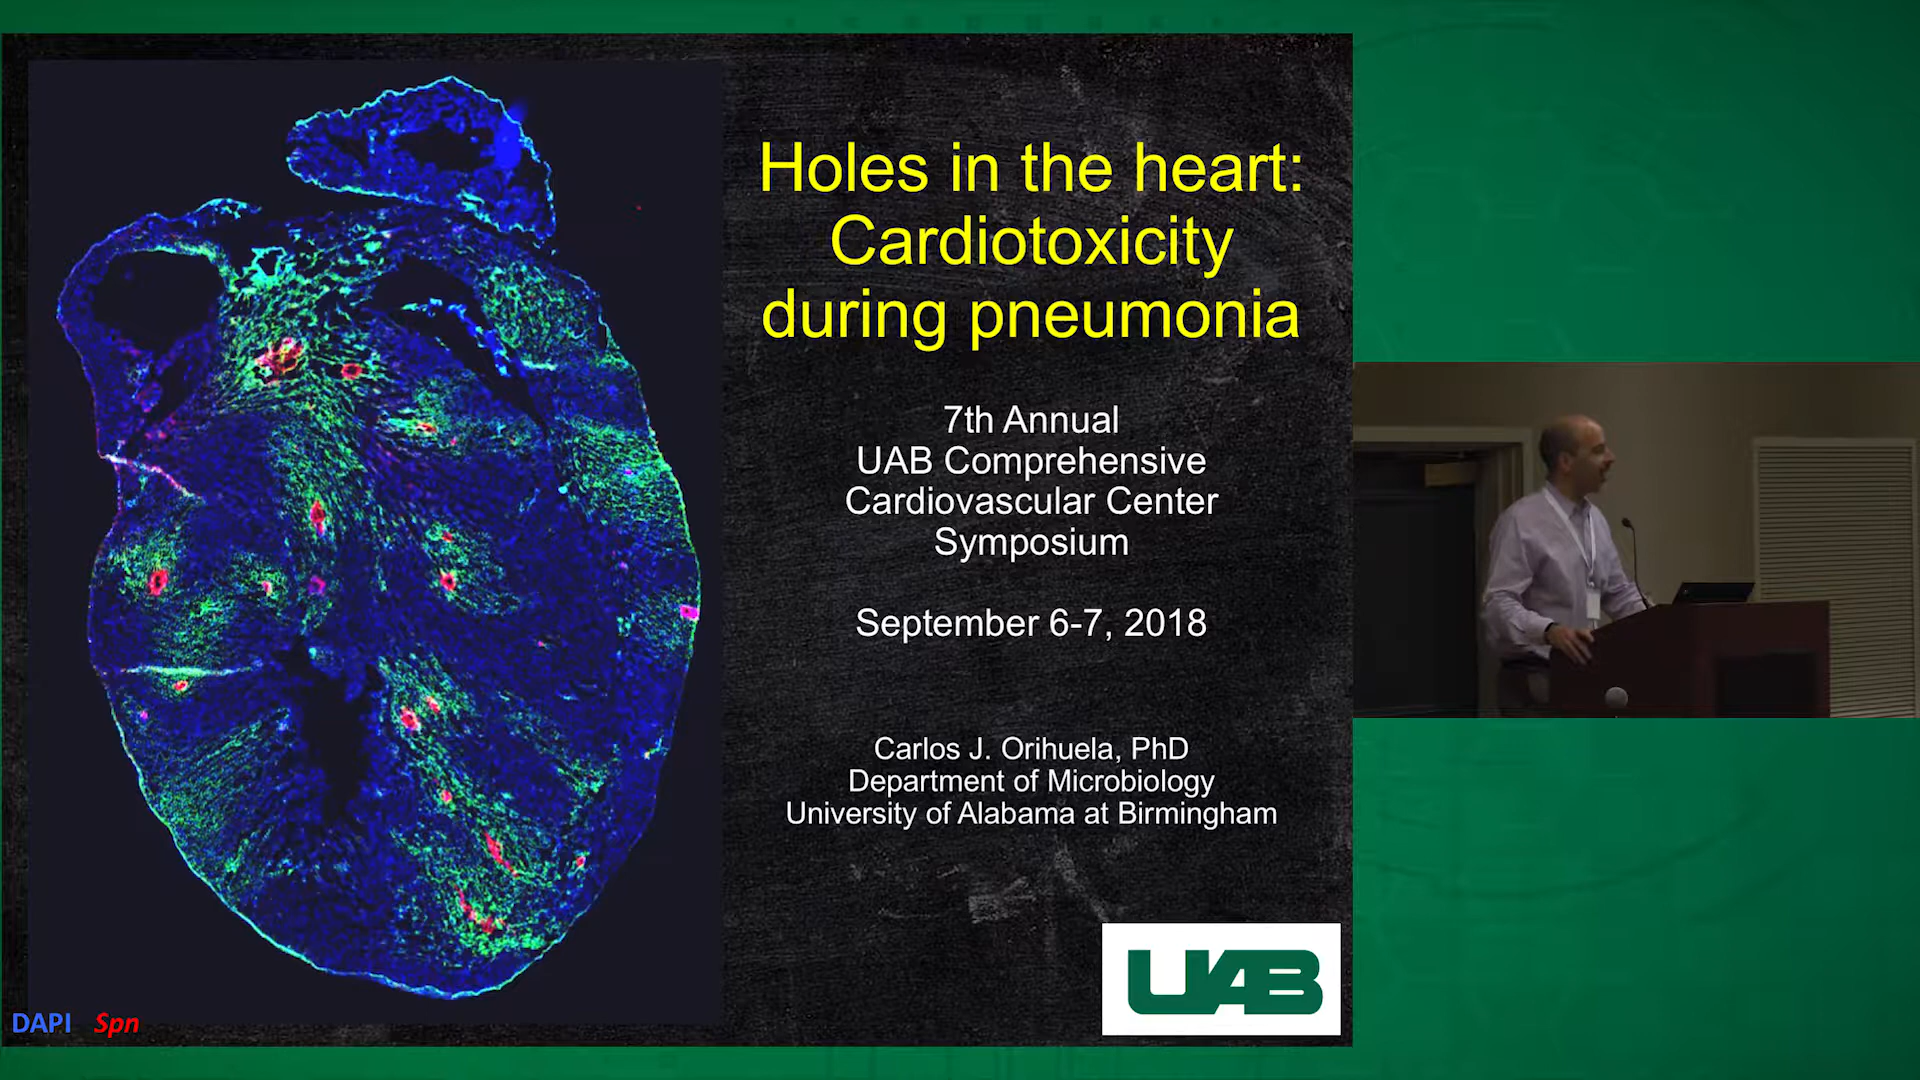 Holes in the heart:
Cardiotoxicity
during pneumonia
7th Annual
UAB Comprehensive
Cardiovascular Center
Symposium
September 6-7, 2018
Carlos J. Orihuela, PhD
Department of Microbiology
University of Alabama at Birmingham
UAB
DAPI Spn